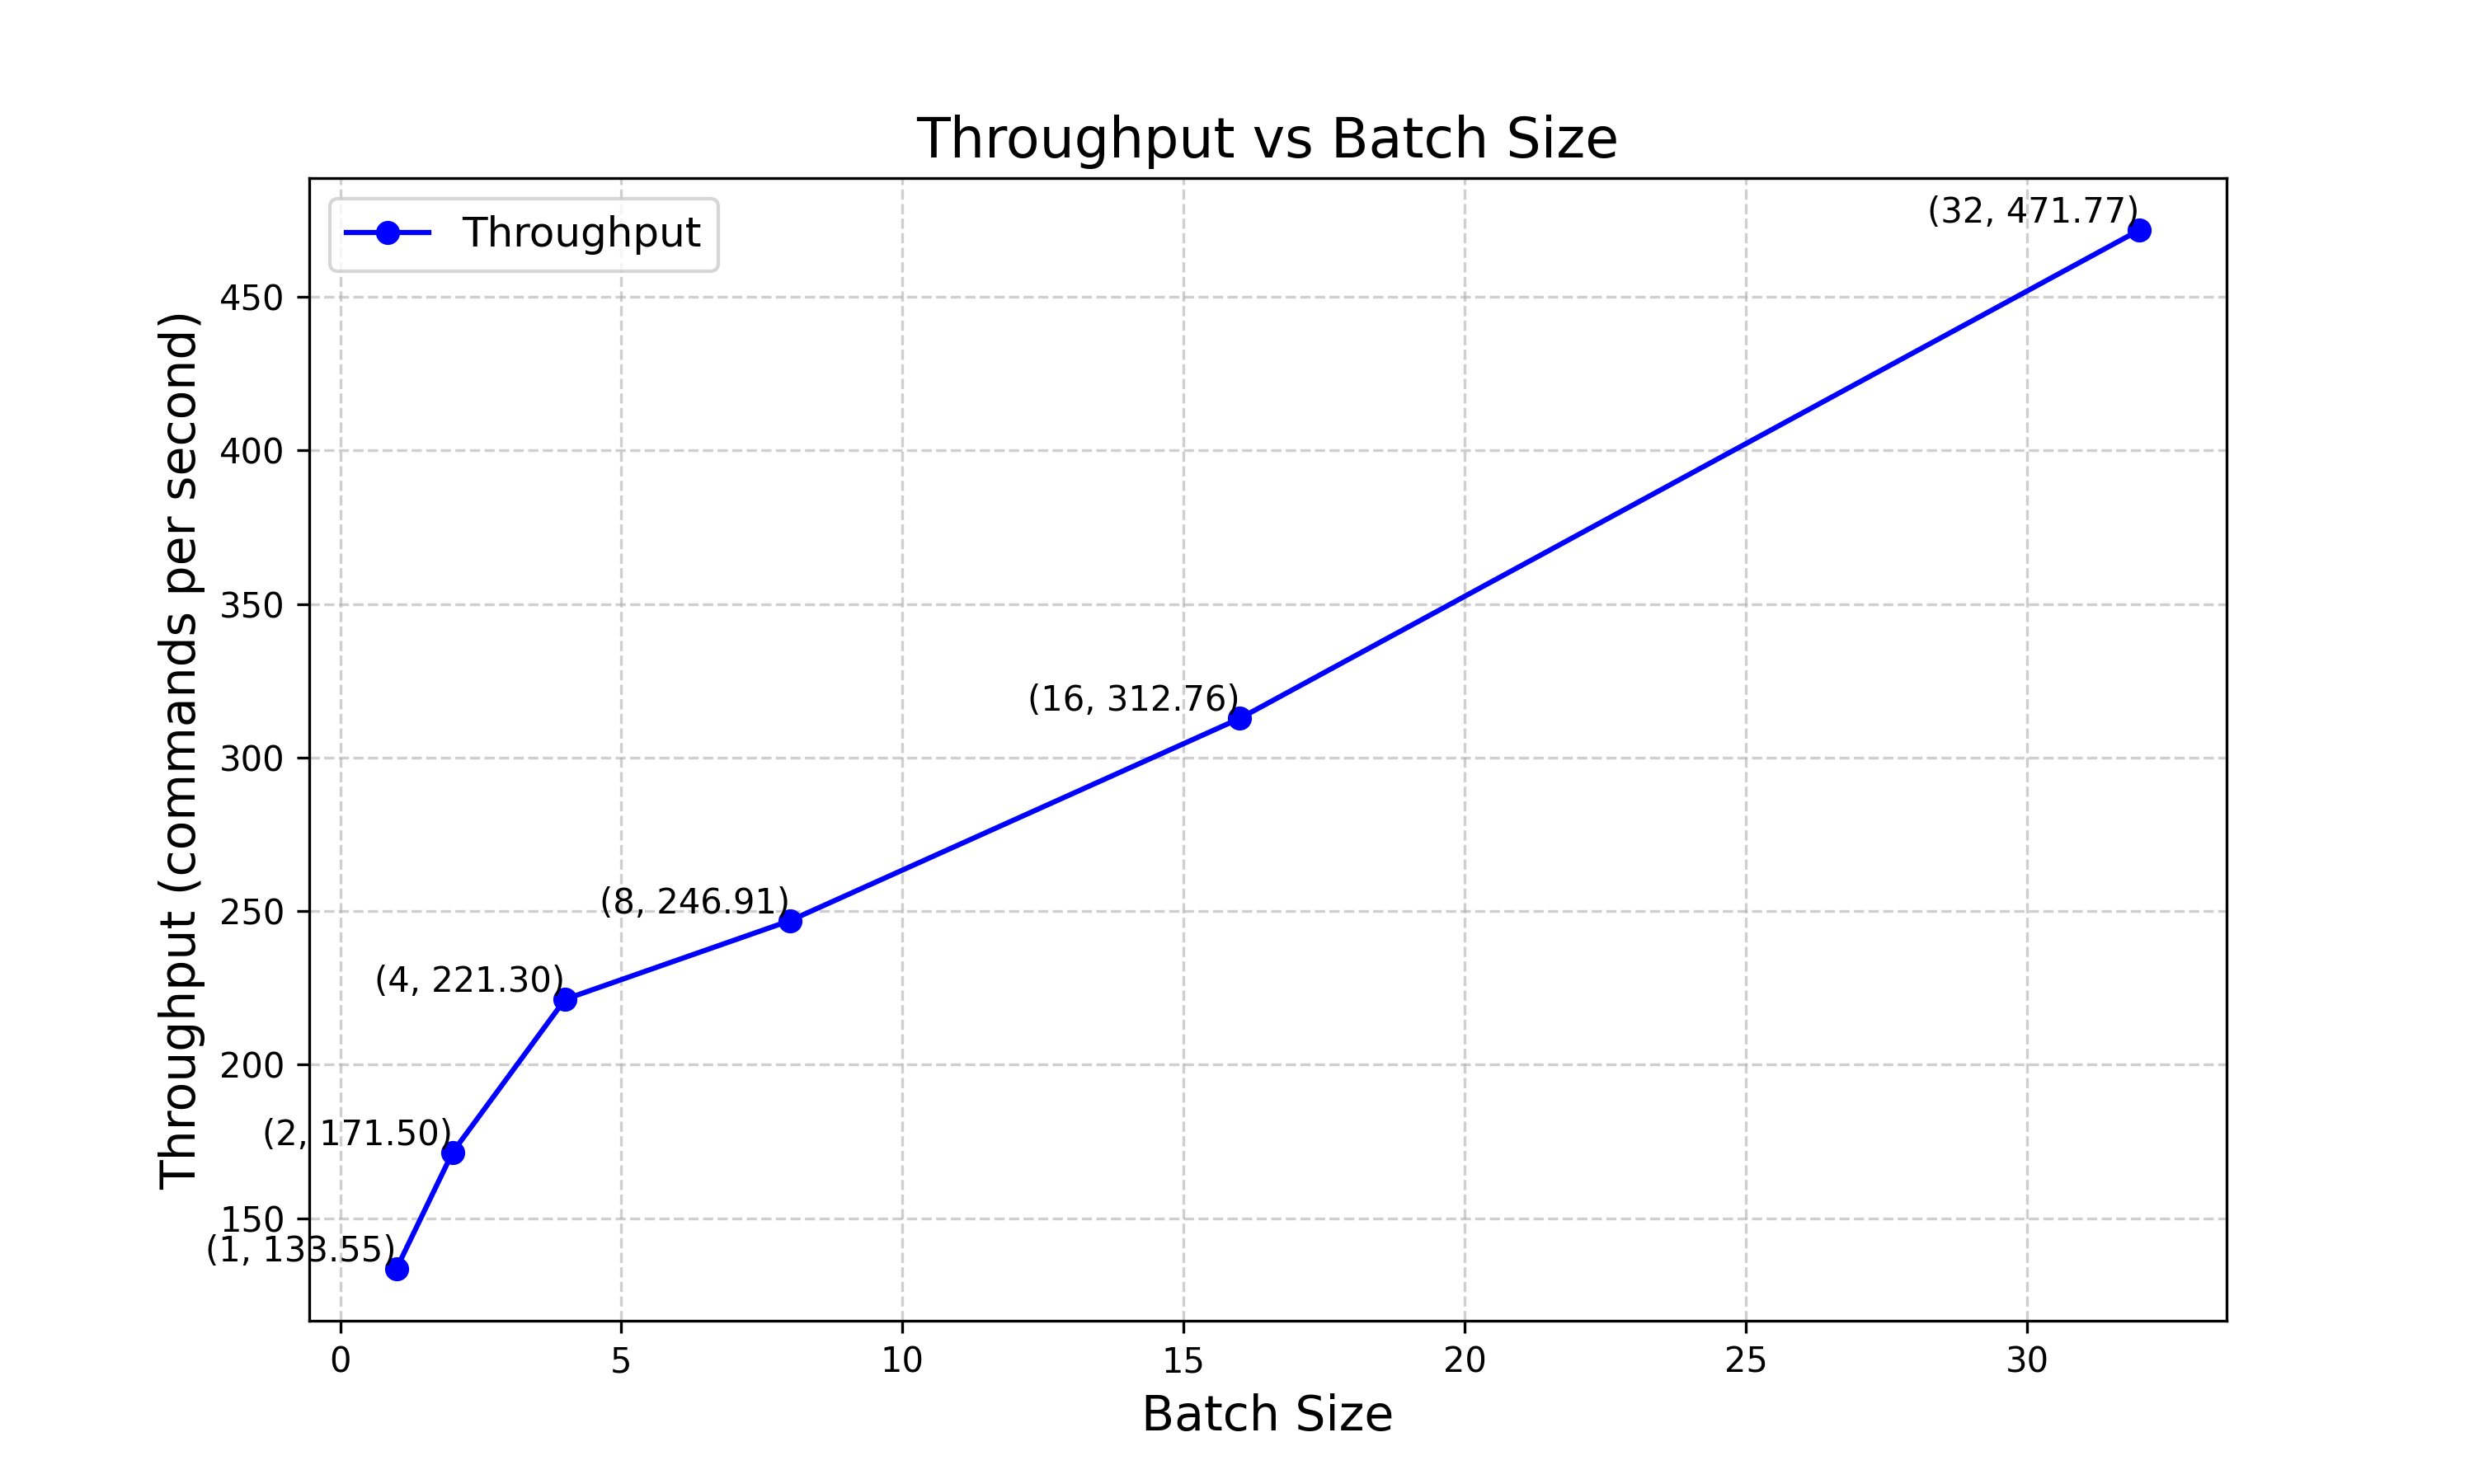 Throughput vs Batch Size
Throughput
Throughput (commands per second)
450
400
350
300
250
200
150
(32, 471.77)
(16, 312.76)
(8, 246.91)
(4, 221.30)
(2, 171.50)
(1, 133.55)
0 5 10 15 20 25 30
Batch Size